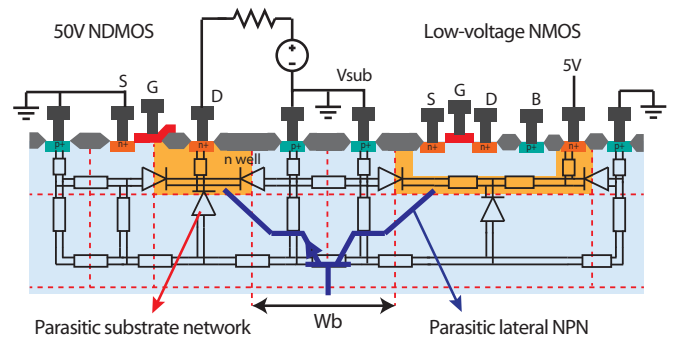 50V NDMOS
Low-voltage NMOS
S
G
D
Vsub
S
G
D
B
5V
p+
n+
n+
p+
p+
n+
n+
p+
n+
p+
n well
Parasitic substrate network
Wb
Parasitic lateral NPN